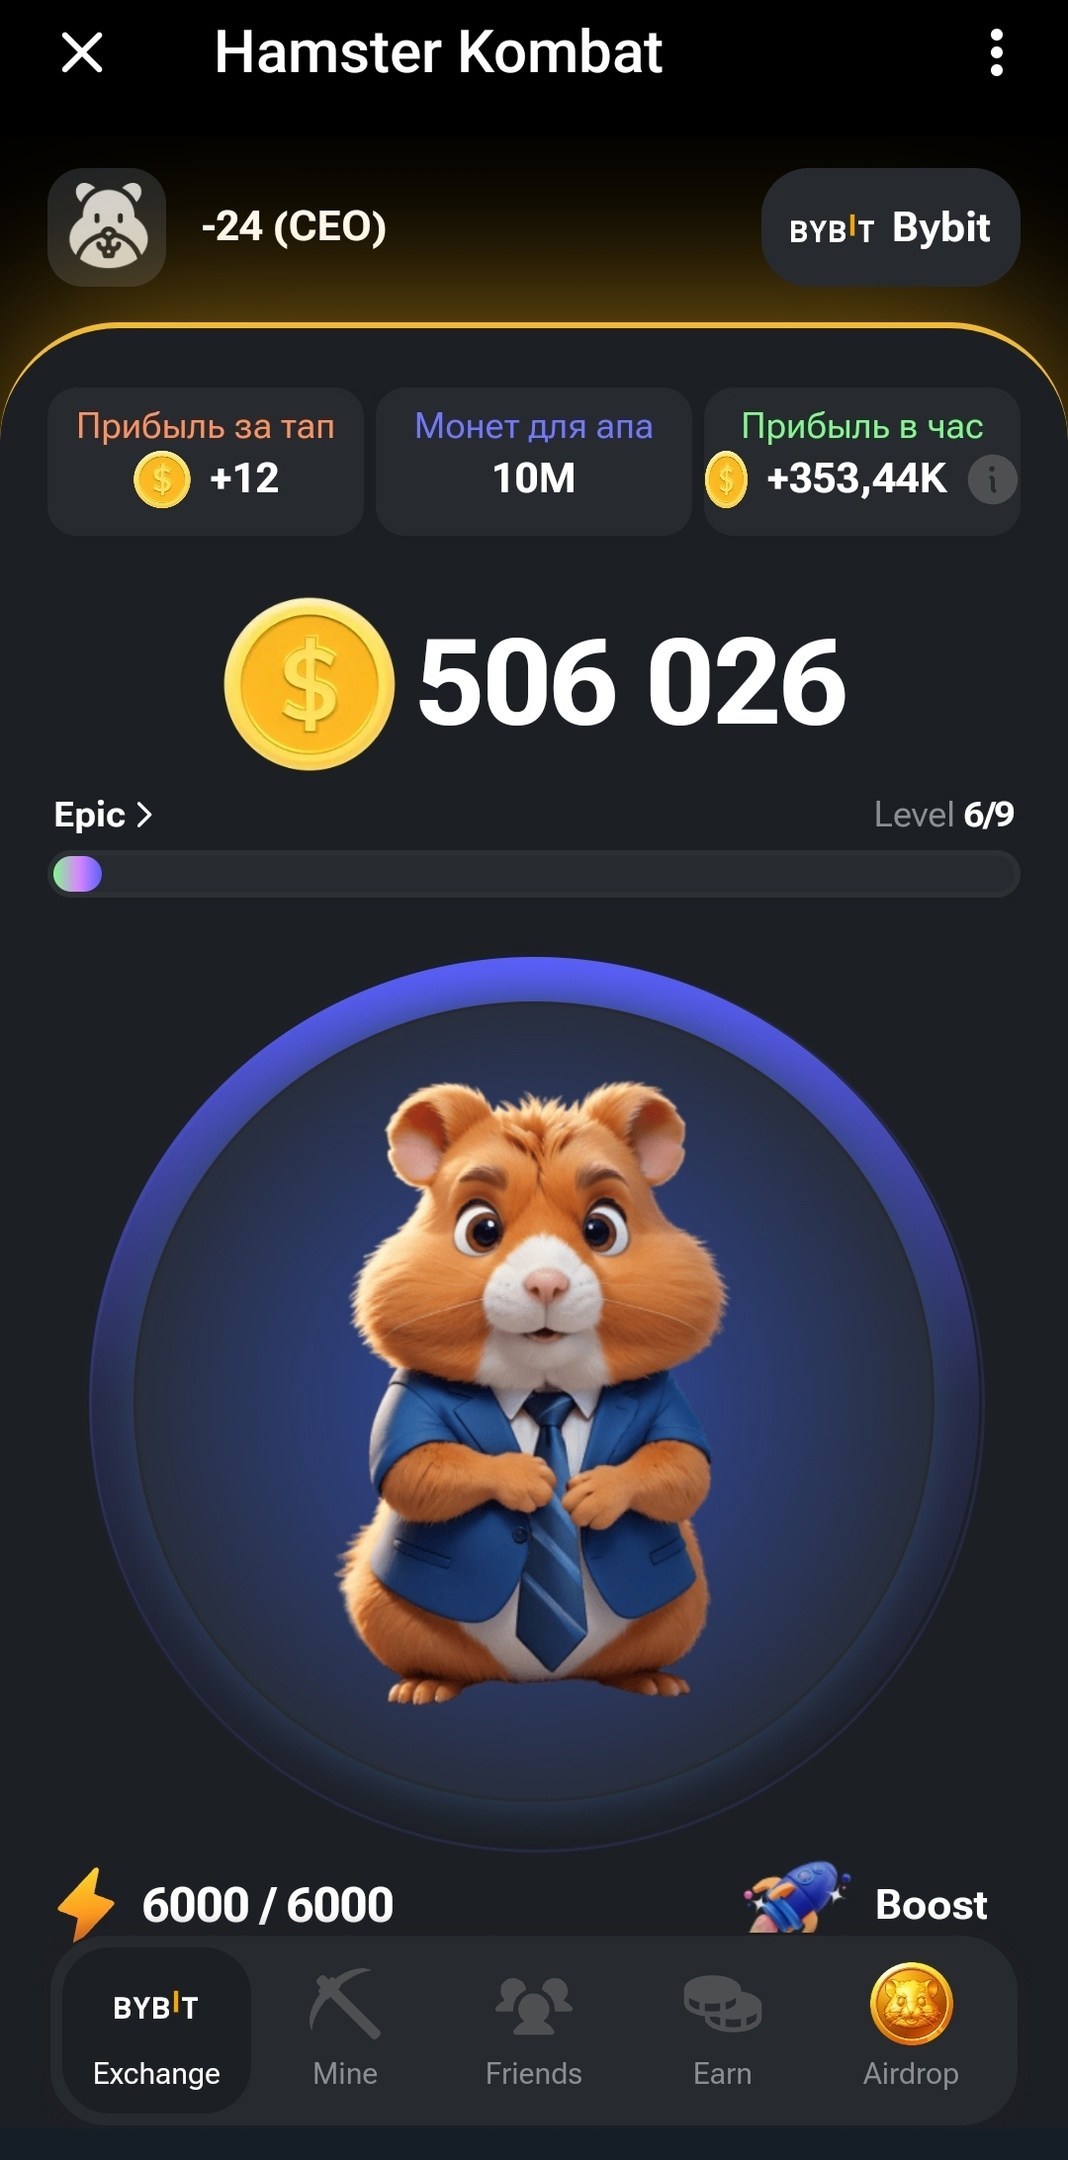 Hamster Kombat
-24 (CEO)
BYBIT Bybit
Прибыль за тап
+12
Монет для апа
10M
Прибыль в час
+353,44K
506 026
Epic
Level 6/9
6000 / 6000
Boost
BYBIT
Exchange
Mine
Friends
Earn
Airdrop